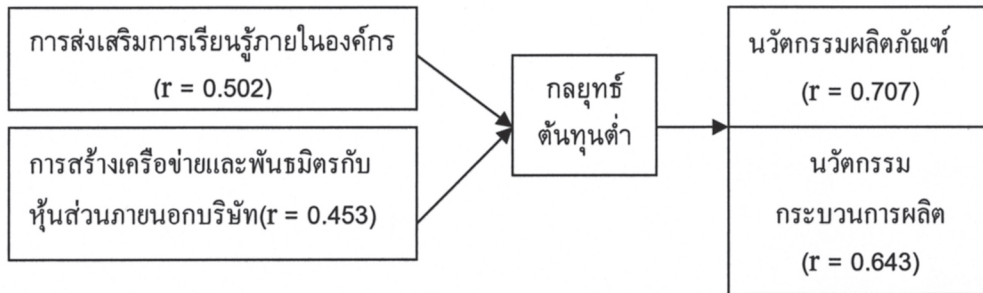 การส่งเสริมการเรียนรู้ภายในองค์กร
(r = 0.502)
การสร้างเครือข่ายและพันธมิตรกับ
หุ้นส่วนภายนอกบริษัท(r = 0.453)
กลยุทธ์
ต้นทุนต่ำ
นวัตกรรมผลิตภัณฑ์
(r = 0.707)
นวัตกรรม
กระบวนการผลิต
(r = 0.643)